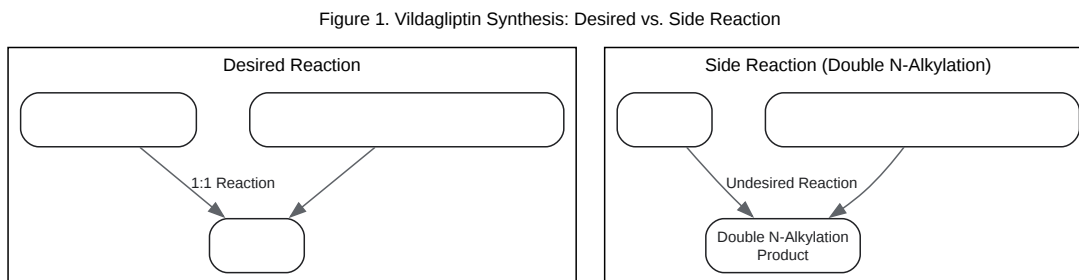 Figure 1. Vildagliptin Synthesis: Desired vs. Side Reaction
Desired Reaction
1:1 Reaction
Side Reaction (Double N-Alkylation)
Undesired Reaction
Double N-Alkylation
Product